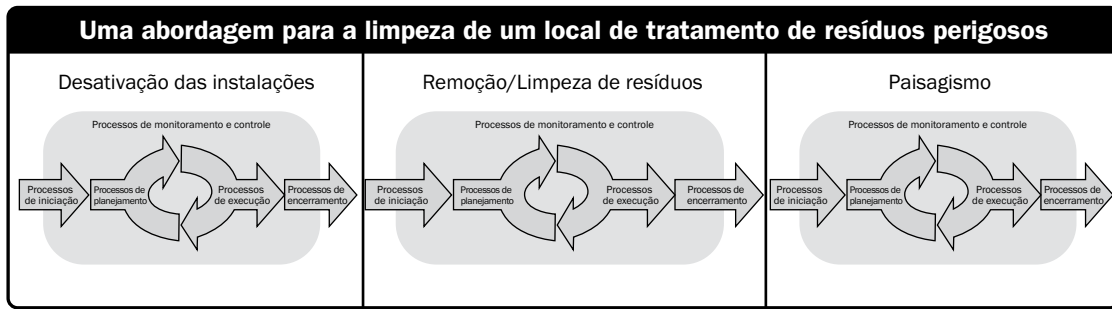 Uma abordagem para a limpeza de um local de tratamento de resíduos perigosos
Desativação das instalações
Processos de monitoramento e controle
Processos
de iniciação
Processos de
planejamento
Processos
de execução
Processos de
encerramento
Remoção/Limpeza de resíduos
Processos de monitoramento e controle
Processos
de iniciação
Processos de
planejamento
Processos
de execução
Processos de
encerramento
Paisagismo
Processos de monitoramento e controle
Processos
de iniciação
Processos de
planejamento
Processos
de execução
Processos de
encerramento